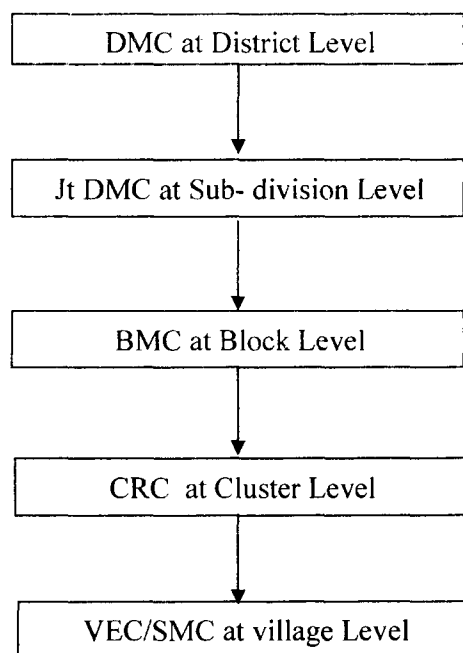 DMC at District Level
Jt DMC at Sub- division Level
BMC at Block Level
CRC at Cluster Level
VEC/SMC at village Level